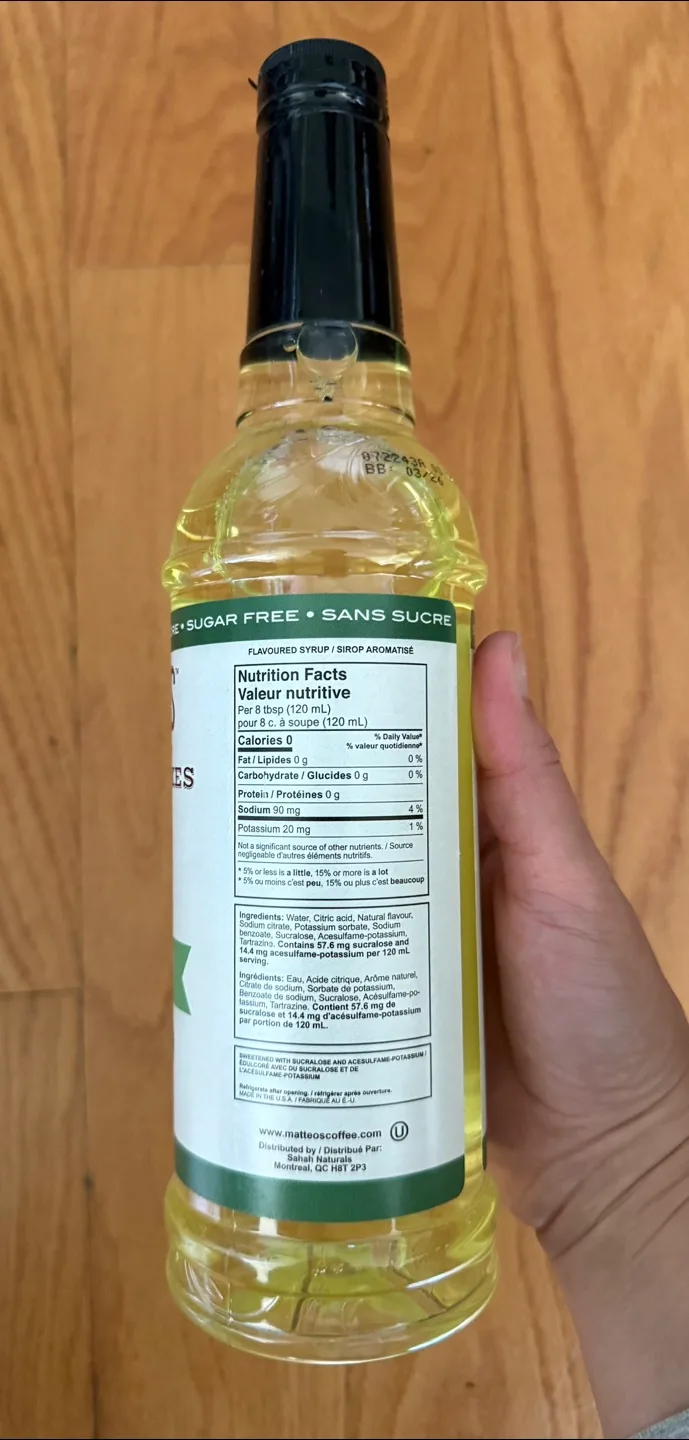 BB: 03/26
RE • SUGAR FREE • SANS SUCRE
FLAVOURED SYRUP / SIROP AROMATISÉ
S™
IES
Nutrition Facts
Valeur nutritive
Per 8 tbsp (120 mL)
pour 8 c. à soupe (120 mL)
Calories 0
% Daily Value*
% valeur quotidienne*
Fat / Lipides 0 g 0 %
Carbohydrate / Glucides 0 g 0 %
Protein / Protéines 0 g
Sodium 90 mg 4 %
Potassium 20 mg 1 %
Not a significant source of other nutrients. / Source
negligeable d'autres éléments nutritifs.
* 5% or less is a little, 15% or more is a lot
* 5% ou moins c'est peu, 15% ou plus c'est beaucoup
Ingredients: Water, Citric acid, Natural flavour,
Sodium citrate, Potassium sorbate, Sodium
benzoate, Sucralose, Acesulfame-potassium,
Tartrazine. Contains 57.6 mg sucralose and
14.4 mg acesulfame-potassium per 120 mL
serving.
Ingrédients: Eau, Acide citrique, Arôme naturel,
Citrate de sodium, Sorbate de potassium,
Benzoate de sodium, Sucralose, Acésulfame-po-
tassium, Tartrazine. Contient 57.6 mg de
sucralose et 14.4 mg d'acésulfame-potassium
par portion de 120 mL.
SWEETENED WITH SUCRALOSE AND ACESULFAME-POTASSIUM /
ÉDULCORÉ AVEC DU SUCRALOSE ET DE
L'ACÉSULFAME-POTASSIUM
Refrigerate after opening. / réfrigérer après ouverture.
MADE IN THE U.S.A. / FABRIQUÉ AU É.-U.
www.matteoscoffee.com U
Distributed by / Distribué Par:
Sahah Naturals
Montreal, QC H8T 2P3